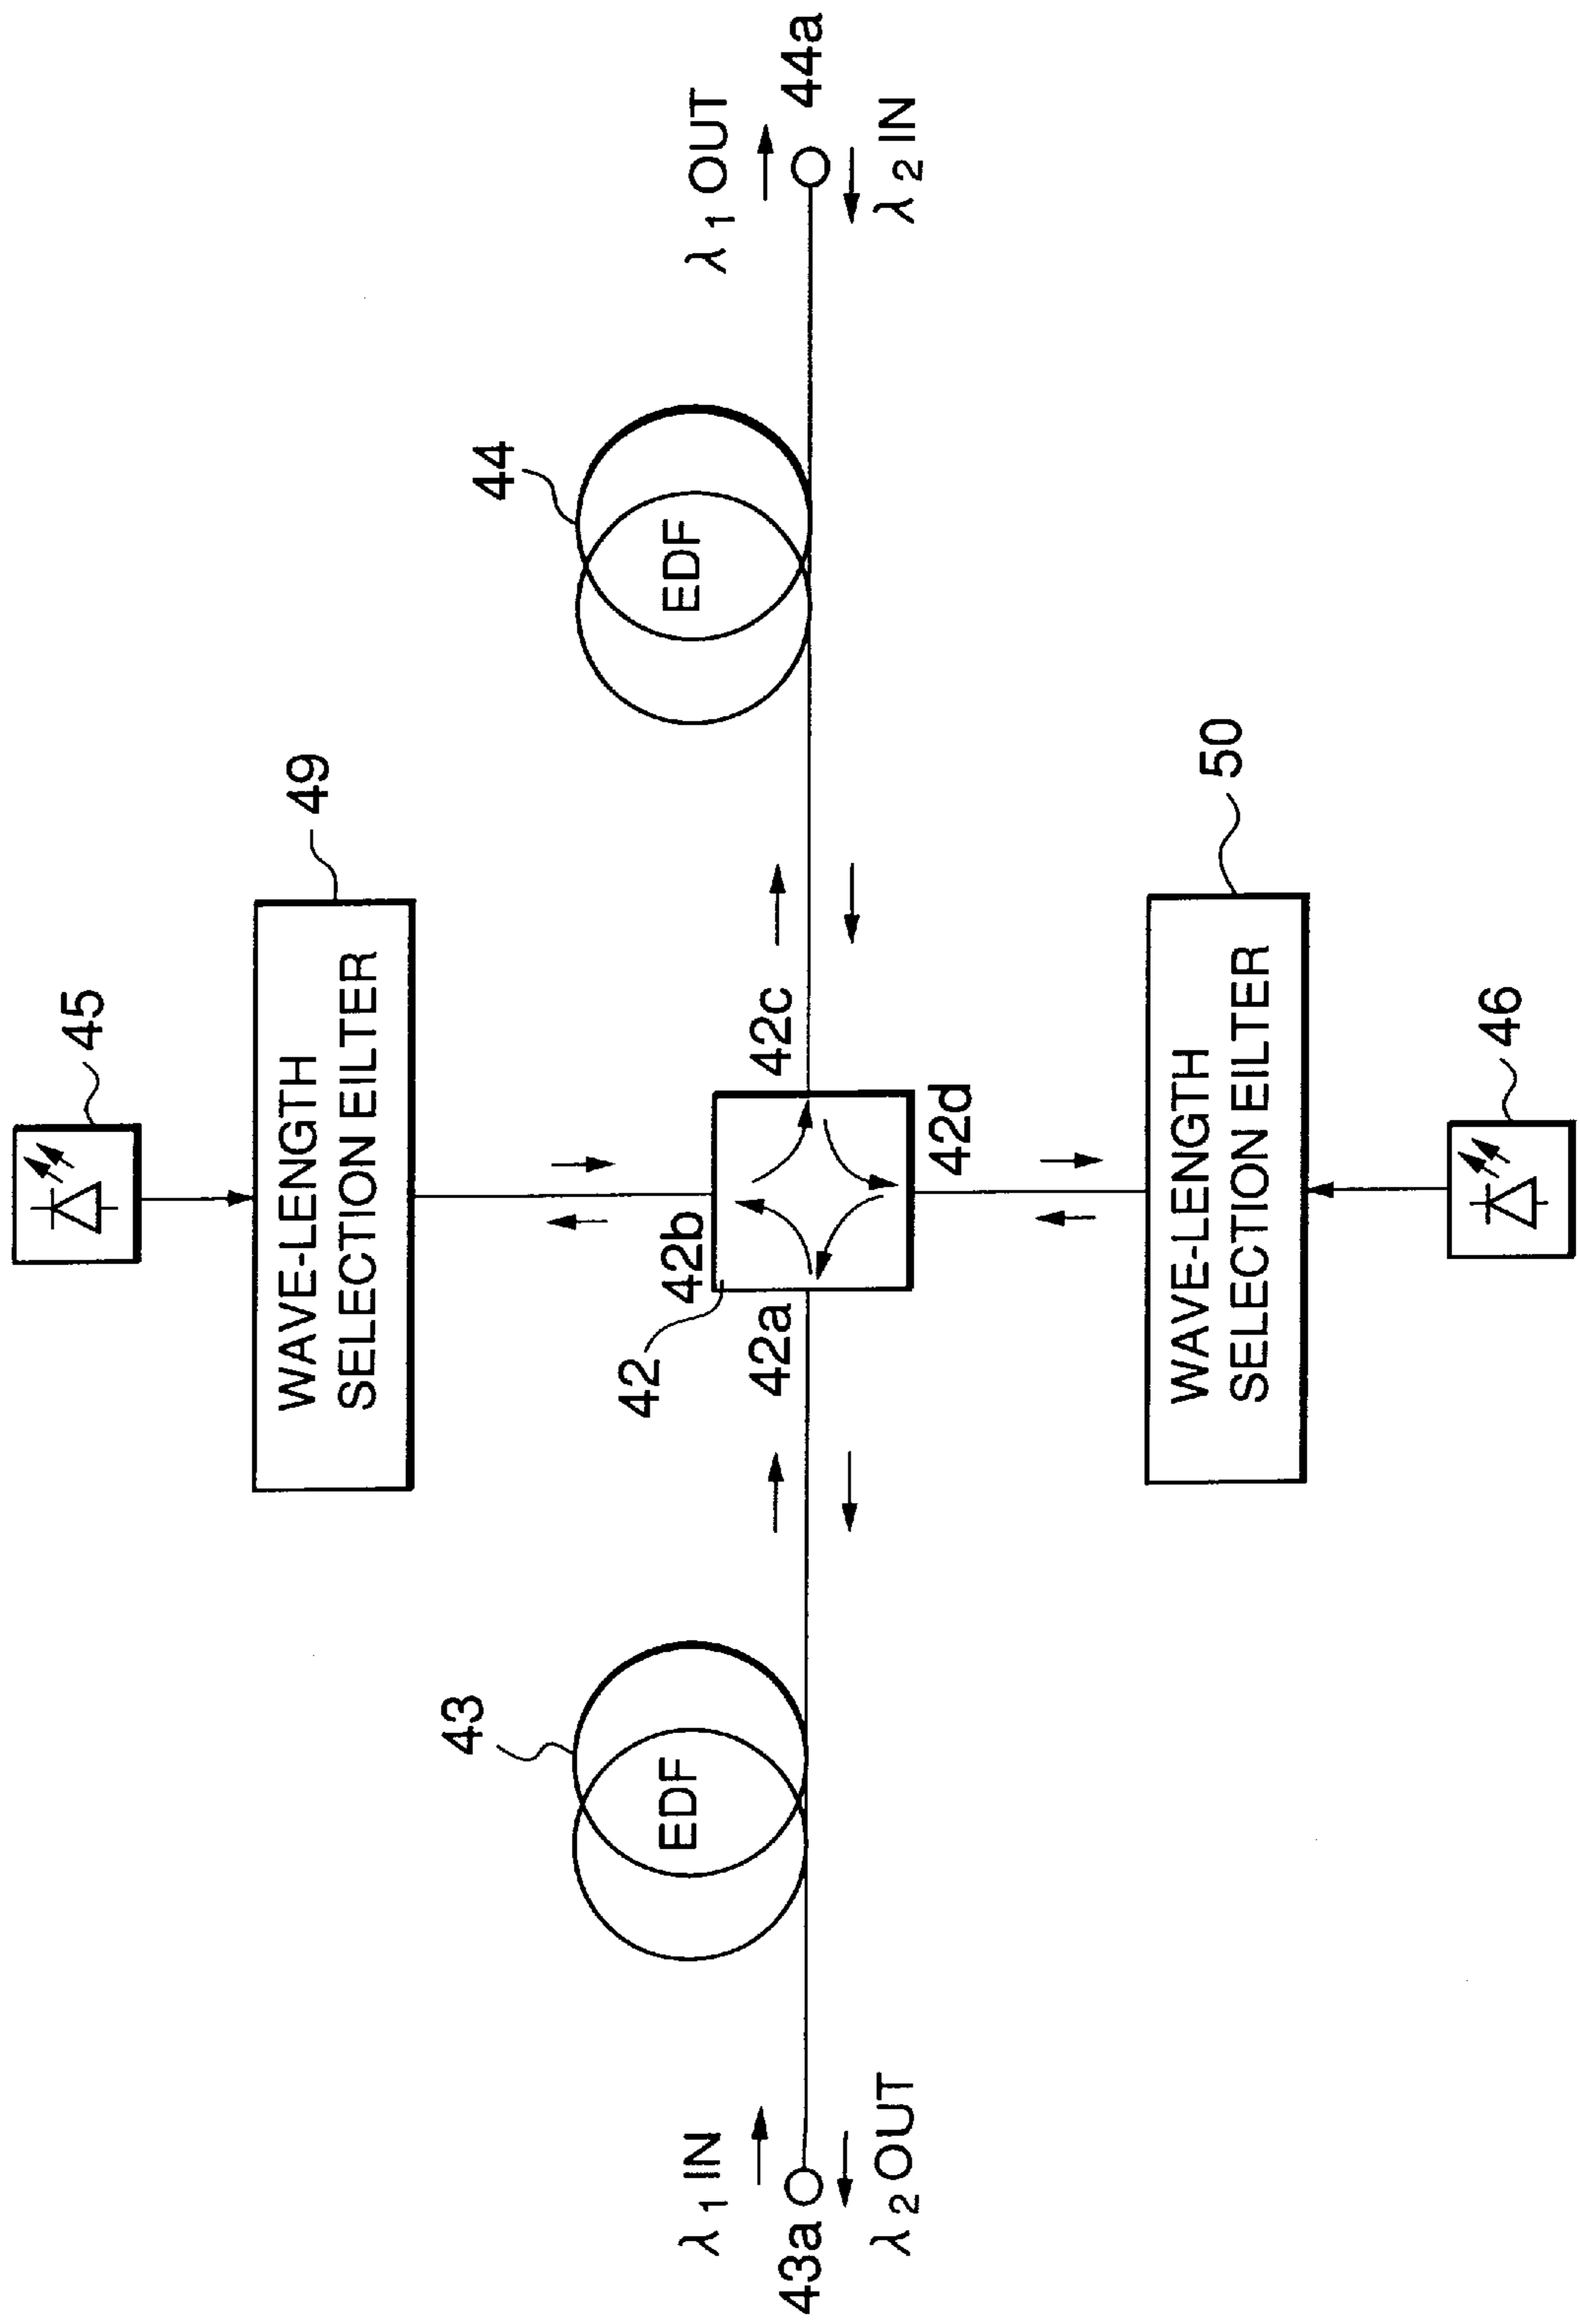 45
WAVE-LENGTH
SELECTION EILTER
49
43
EDF
44
EDF
λ1 IN
43a
λ2 OUT
42
42b
42a
42c
42d
λ1 OUT
44a
λ2 IN
WAVE-LENGTH
SELECTION EILTER
50
46